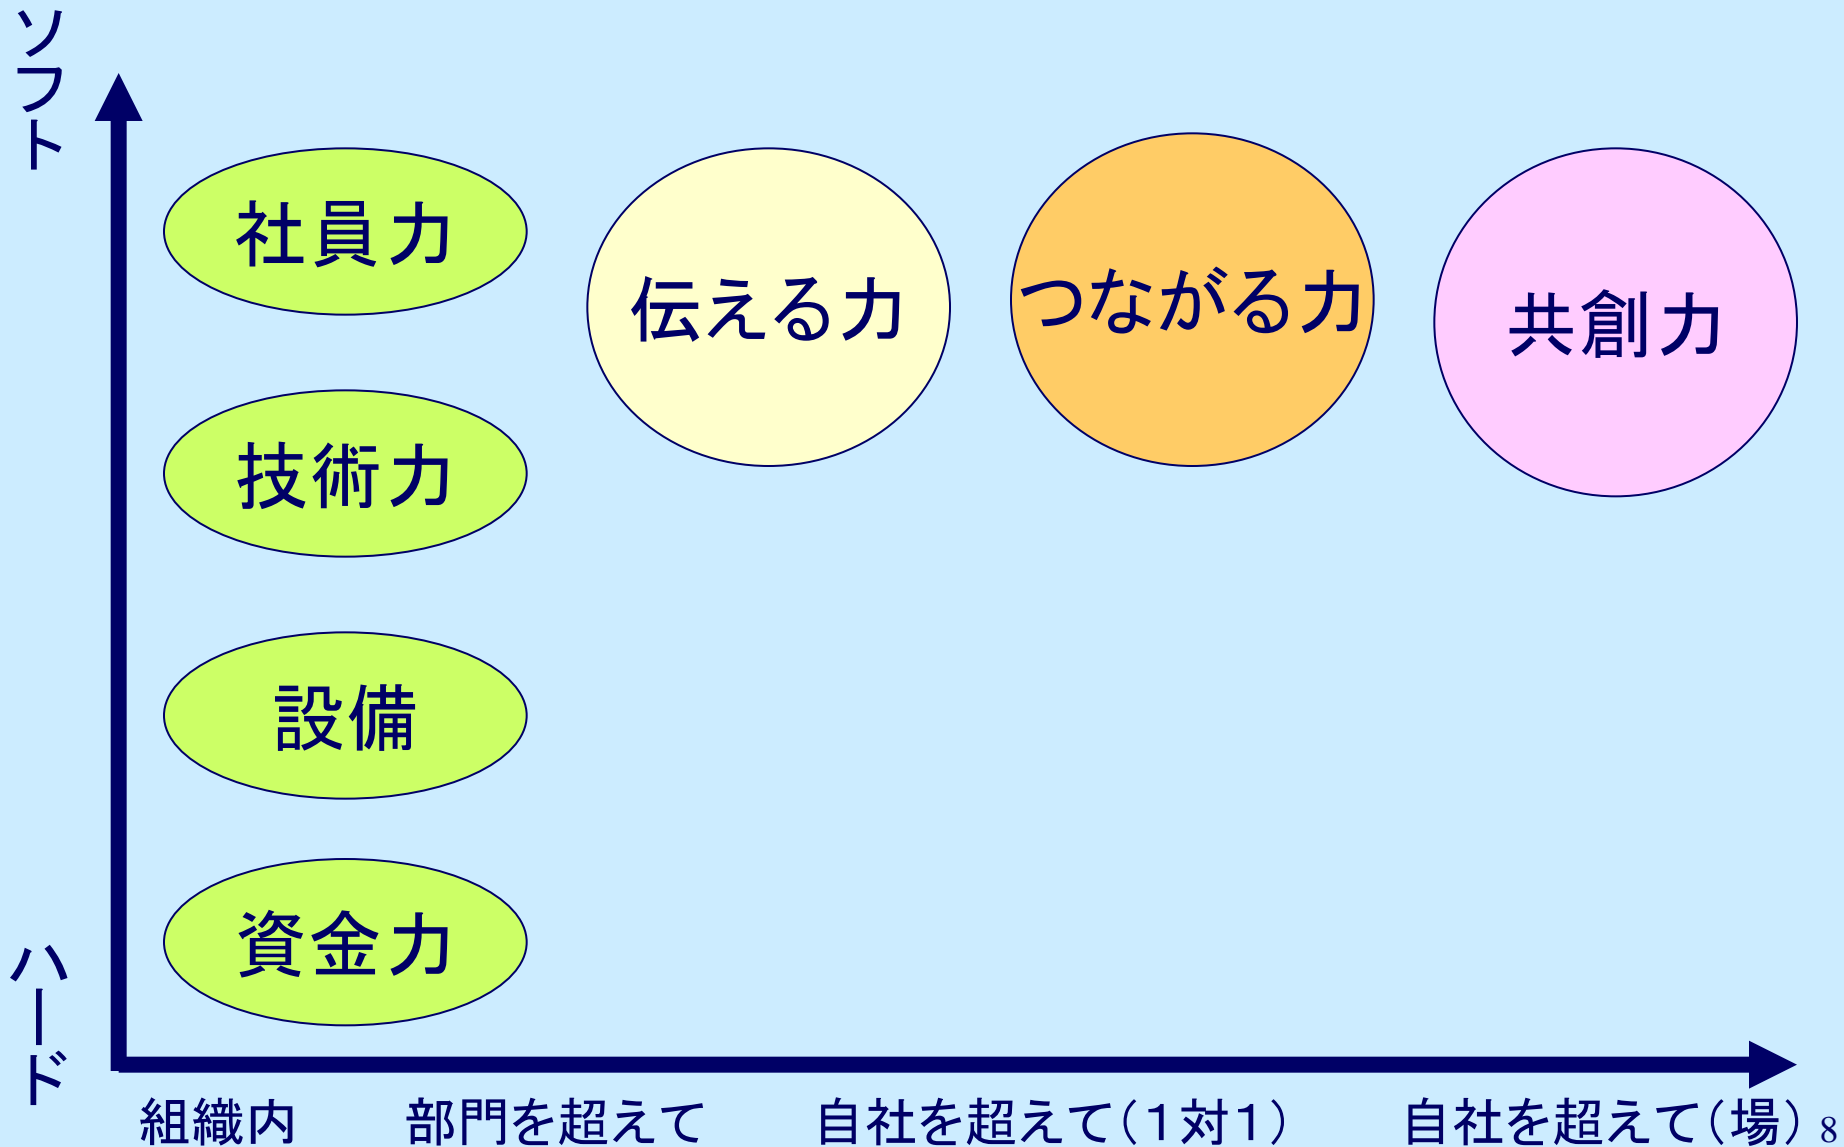 ソフト
社員力
伝える力
つながる力
共創力
技術力
設備
資金力
ハード
組織内
部門を超えて
自社を超えて(1対1)
自社を超えて(場)
8